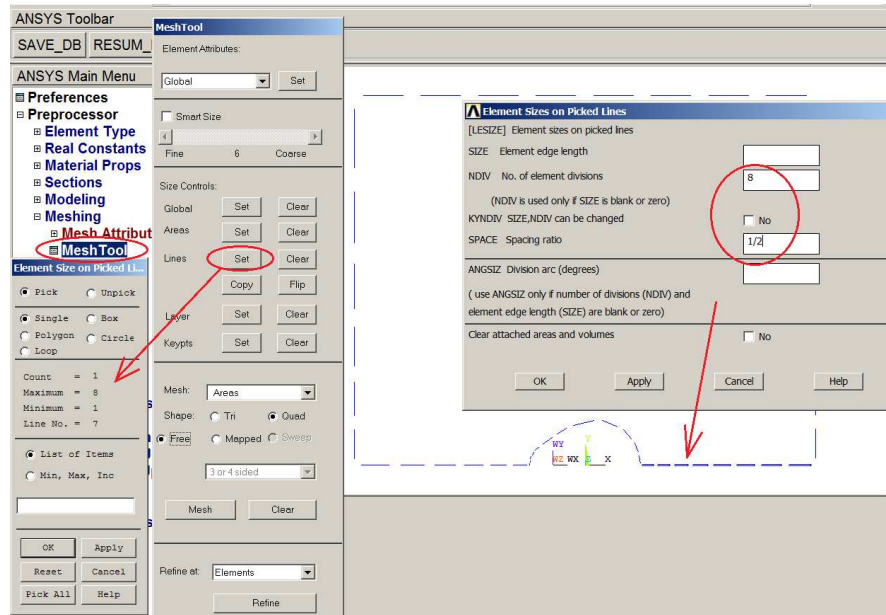 ANSYS Toolbar
SAVE_DB RESUM_
ANSYS Main Menu
Preferences
Preprocessor
Element Type
Real Constants
Material Props
Sections
Modeling
Meshing
Mesh Attribut
MeshTool
Element Size on Picked Li...
Pick Unpick
Single Box
Polygon Circle
Loop
Count = 1
Maximum = 8
Minimum = 1
Line No. = 7
List of Items
Min, Max, Inc
OK Apply
Reset Cancel
Pick All Help
MeshTool
Element Attributes:
Global Set
Smart Size
Fine 6 Coarse
Size Controls:
Global Set Clear
Areas Set Clear
Lines Set Clear
Copy Flip
Layer Set Clear
Keypts Set Clear
Mesh: Areas
Shape: Tri Quad
Free Mapped Sweep
3 or 4 sided
Mesh Clear
Refine at: Elements
Refine
Element Sizes on Picked Lines
[LESIZE] Element sizes on picked lines
SIZE Element edge length
NDIV No. of element divisions 8
(NDIV is used only if SIZE is blank or zero)
KYNDIV SIZE,NDIV can be changed No
SPACE Spacing ratio 1/2
ANGSIZ Division arc (degrees)
( use ANGSIZ only if number of divisions (NDIV) and
element edge length (SIZE) are blank or zero)
Clear attached areas and volumes No
OK Apply Cancel Help
WY Y
WZ WX Z X